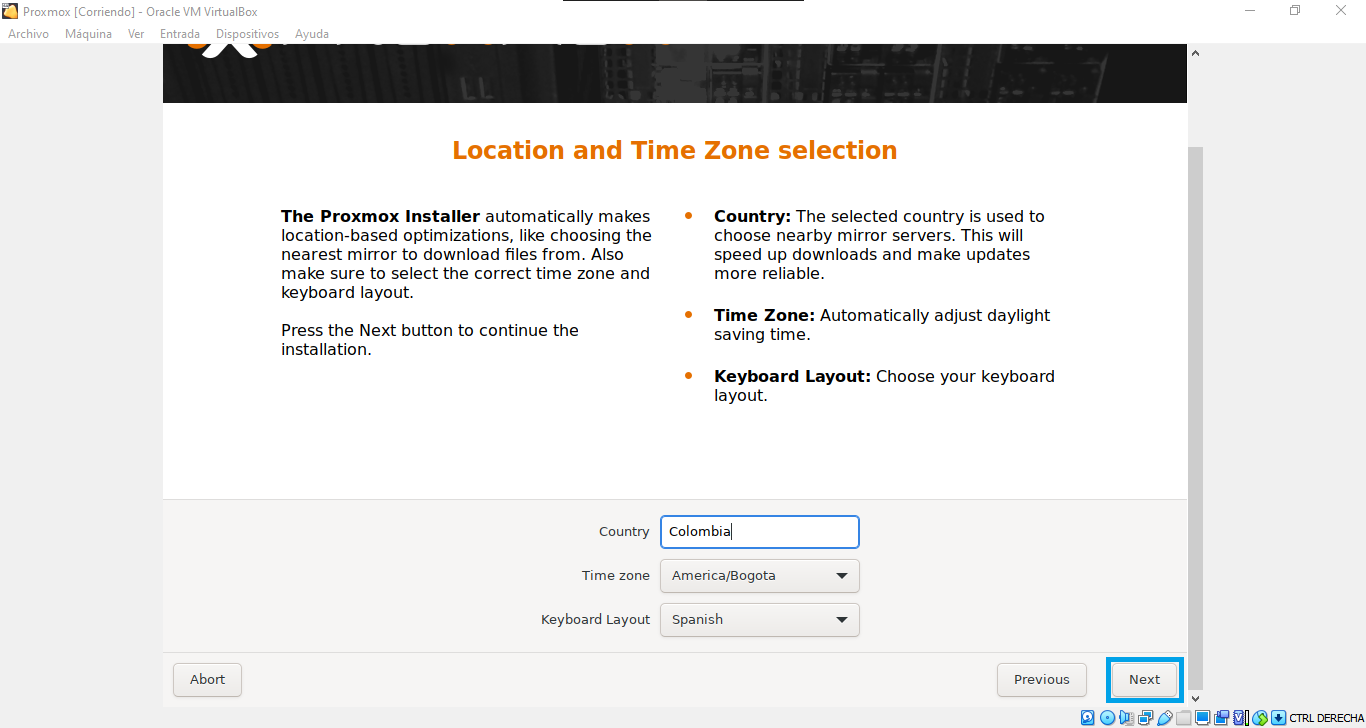 Proxmox [Corriendo] - Oracle VM VirtualBox
Archivo Máquina Ver Entrada Dispositivos Ayuda
Location and Time Zone selection
The Proxmox Installer automatically makes
location-based optimizations, like choosing the
nearest mirror to download files from. Also
make sure to select the correct time zone and
keyboard layout.
Press the Next button to continue the
installation.
• Country: The selected country is used to
choose nearby mirror servers. This will
speed up downloads and make updates
more reliable.
• Time Zone: Automatically adjust daylight
saving time.
• Keyboard Layout: Choose your keyboard
layout.
Country Colombia
Time zone America/Bogota
Keyboard Layout Spanish
Abort Previous Next
CTRL DERECHA